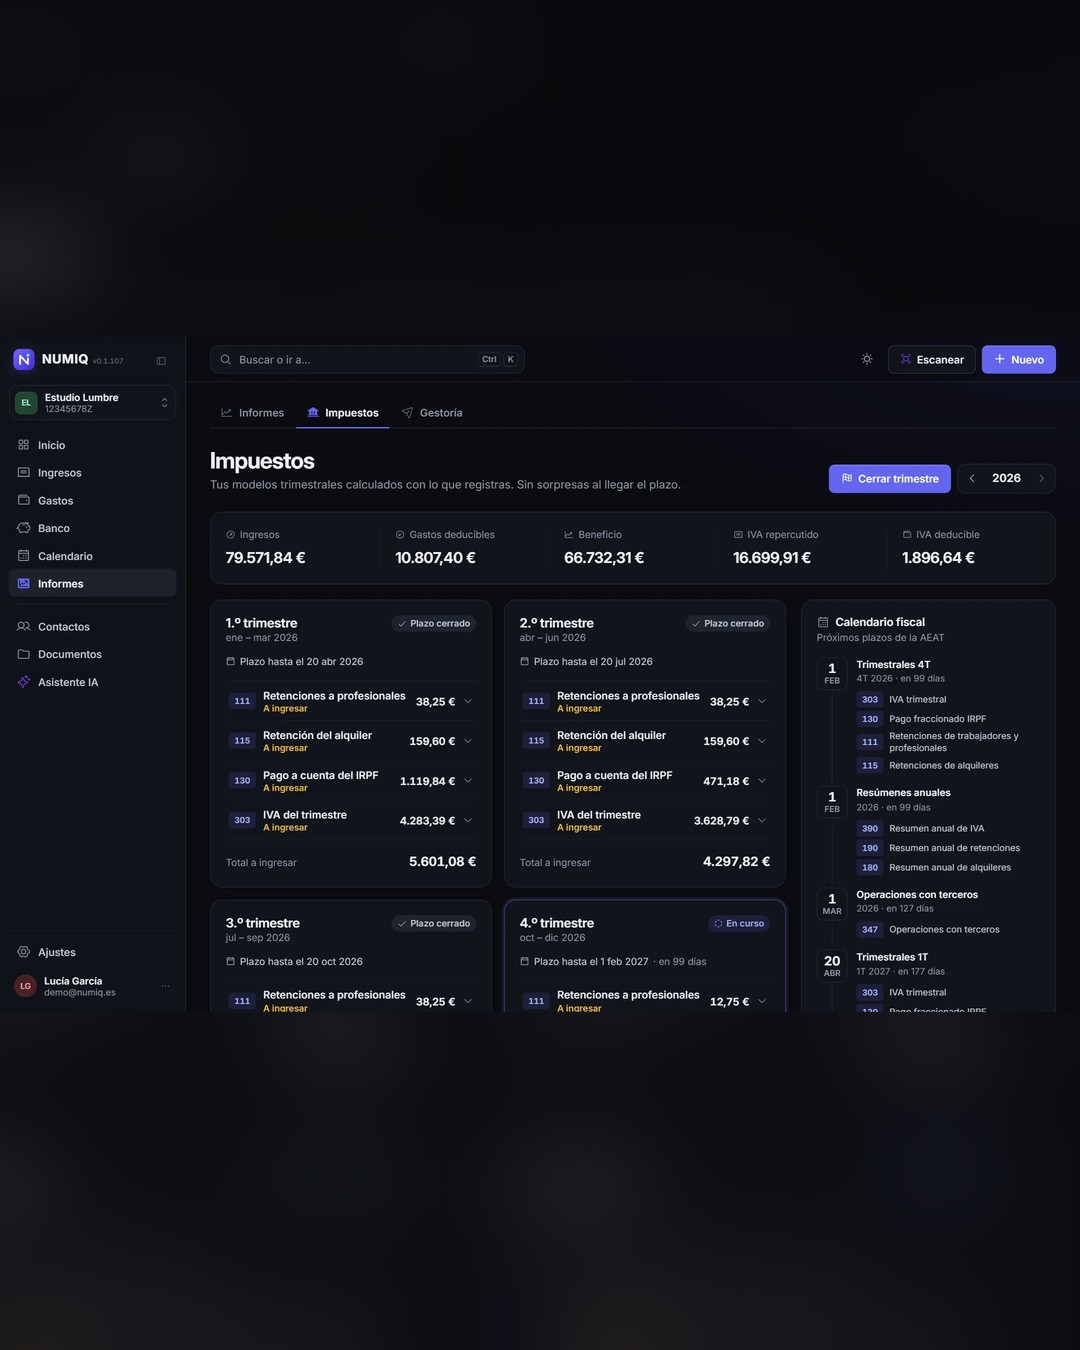 NUMIQ v0.1.107
Estudio Lumbre
12345678Z
EL
Inicio
Ingresos
Gastos
Banco
Calendario
Informes
Contactos
Documentos
Asistente IA
Ajustes
LG
Lucía García
demo@numiq.es
Buscar o ir a...
Ctrl K
Escanear
Nuevo
Informes
Impuestos
Gestoría
Impuestos
Tus modelos trimestrales calculados con lo que registras. Sin sorpresas al llegar el plazo.
Cerrar trimestre
2026
Ingresos
79.571,84 €
Gastos deducibles
10.807,40 €
Beneficio
66.732,31 €
IVA repercutido
16.699,91 €
IVA deducible
1.896,64 €
1.º trimestre
Plazo cerrado
ene – mar 2026
Plazo hasta el 20 abr 2026
111 Retenciones a profesionales 38,25 €
A ingresar
115 Retención del alquiler 159,60 €
A ingresar
130 Pago a cuenta del IRPF 1.119,84 €
A ingresar
303 IVA del trimestre 4.283,39 €
A ingresar
Total a ingresar 5.601,08 €
2.º trimestre
Plazo cerrado
abr – jun 2026
Plazo hasta el 20 jul 2026
111 Retenciones a profesionales 38,25 €
A ingresar
115 Retención del alquiler 159,60 €
A ingresar
130 Pago a cuenta del IRPF 471,18 €
A ingresar
303 IVA del trimestre 3.628,79 €
A ingresar
Total a ingresar 4.297,82 €
3.º trimestre
Plazo cerrado
jul – sep 2026
Plazo hasta el 20 oct 2026
111 Retenciones a profesionales 38,25 €
A ingresar
4.º trimestre
En curso
oct – dic 2026
Plazo hasta el 1 feb 2027 · en 99 días
111 Retenciones a profesionales 12,75 €
A ingresar
Calendario fiscal
Próximos plazos de la AEAT
1 FEB
Trimestrales 4T
4T 2026 · en 99 días
303 IVA trimestral
130 Pago fraccionado IRPF
111 Retenciones de trabajadores y
profesionales
115 Retenciones de alquileres
1 FEB
Resúmenes anuales
2026 · en 99 días
390 Resumen anual de IVA
190 Resumen anual de retenciones
180 Resumen anual de alquileres
1 MAR
Operaciones con terceros
2026 · en 127 días
347 Operaciones con terceros
20 ABR
Trimestrales 1T
1T 2027 · en 177 días
303 IVA trimestral
130 Pago fraccionado IRPF